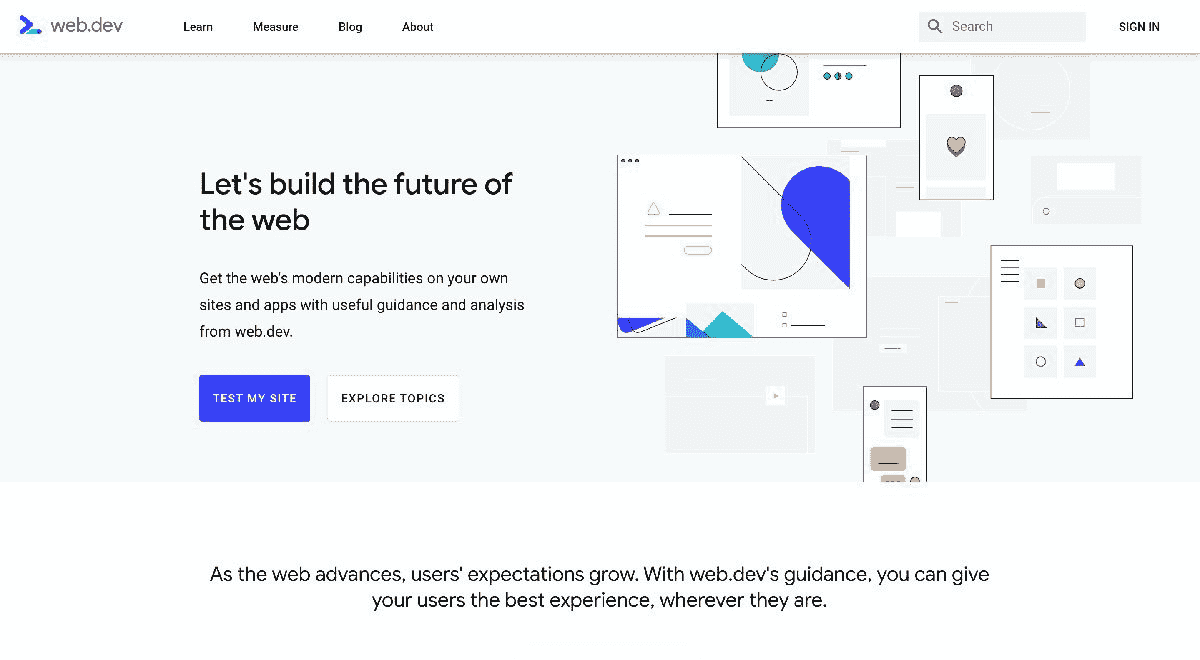 web.dev
Learn
Measure
Blog
About
Search
SIGN IN
Let's build the future of
the web
Get the web's modern capabilities on your own
sites and apps with useful guidance and analysis
from web.dev.
TEST MY SITE
EXPLORE TOPICS
As the web advances, users' expectations grow. With web.dev's guidance, you can give
your users the best experience, wherever they are.